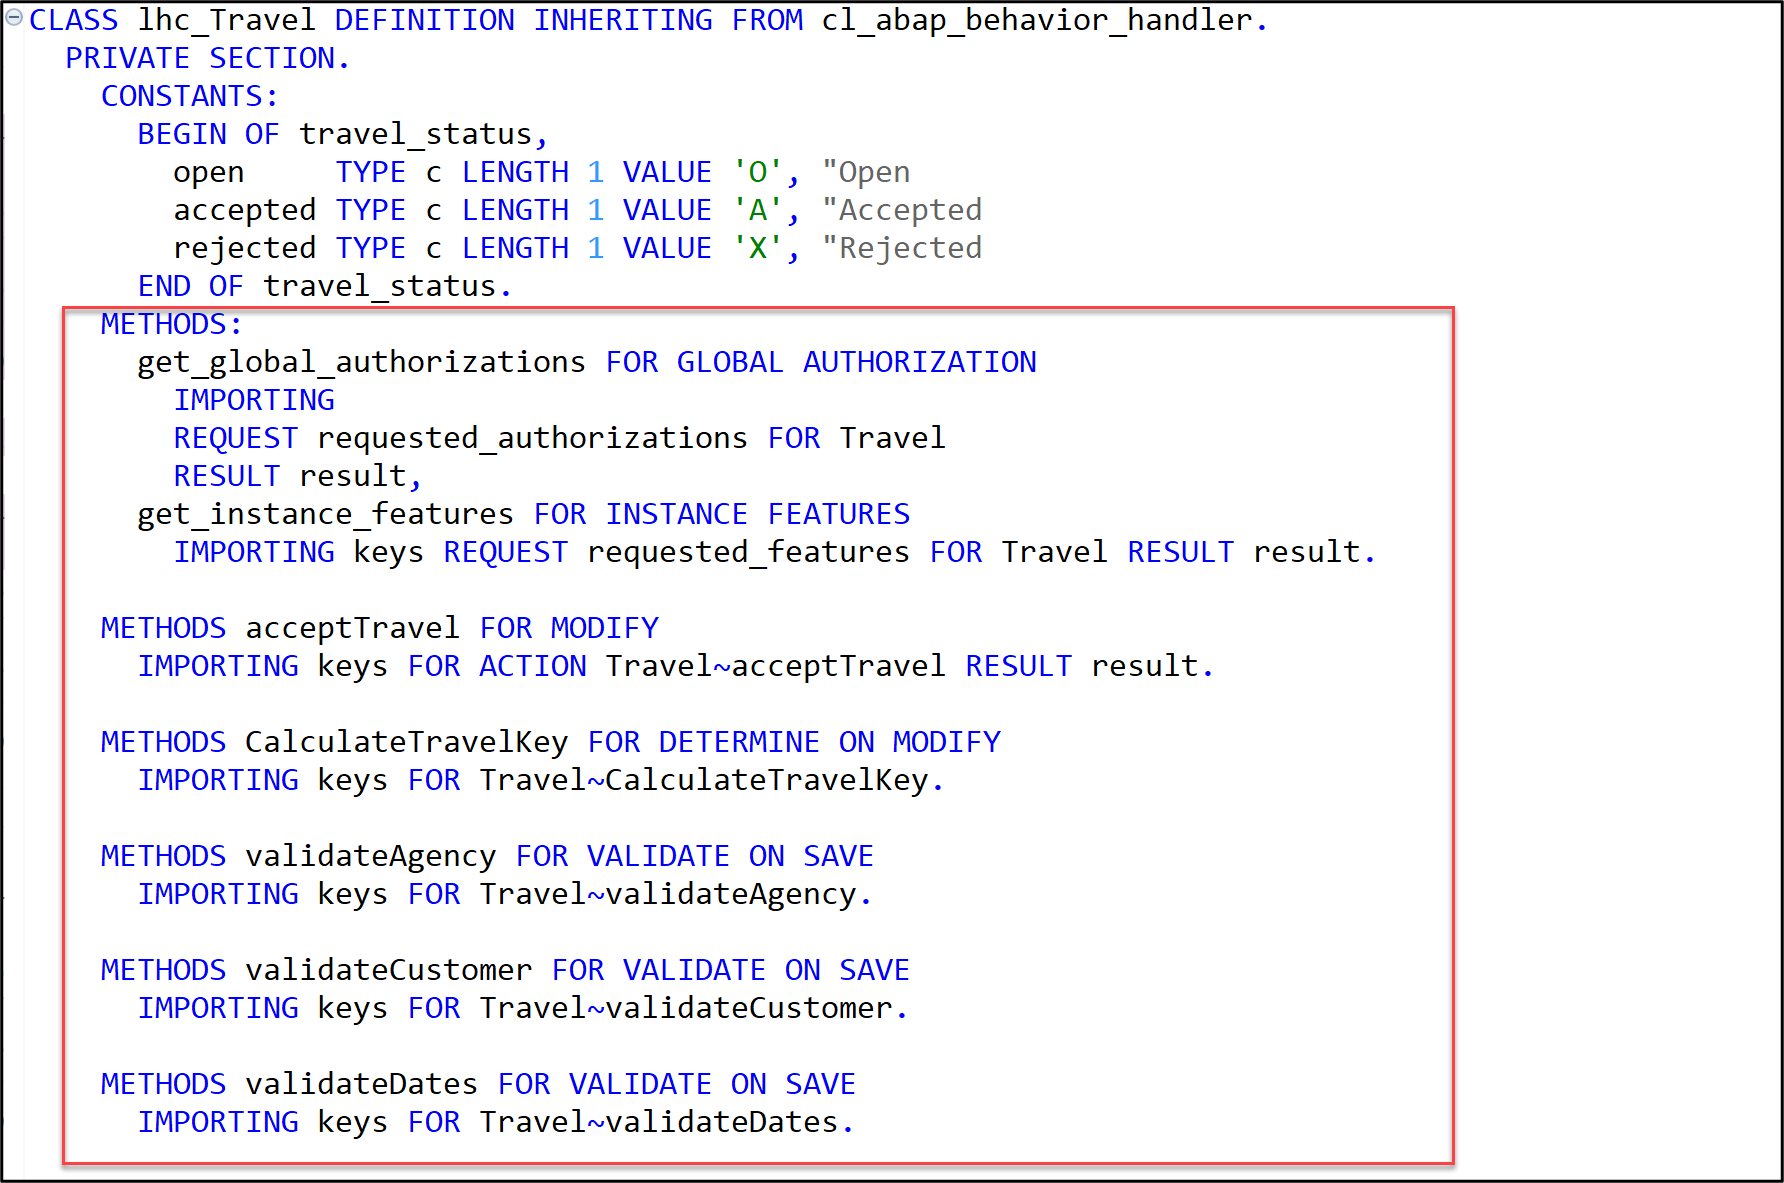 CLASS lhc_Travel DEFINITION INHERITING FROM cl_abap_behavior_handler.
  PRIVATE SECTION.
    CONSTANTS:
      BEGIN OF travel_status,
        open     TYPE c LENGTH 1 VALUE 'O', "Open
        accepted TYPE c LENGTH 1 VALUE 'A', "Accepted
        rejected TYPE c LENGTH 1 VALUE 'X', "Rejected
      END OF travel_status.
    METHODS:
      get_global_authorizations FOR GLOBAL AUTHORIZATION
        IMPORTING
        REQUEST requested_authorizations FOR Travel
        RESULT result,
      get_instance_features FOR INSTANCE FEATURES
        IMPORTING keys REQUEST requested_features FOR Travel RESULT result.

    METHODS acceptTravel FOR MODIFY
      IMPORTING keys FOR ACTION Travel~acceptTravel RESULT result.

    METHODS CalculateTravelKey FOR DETERMINE ON MODIFY
      IMPORTING keys FOR Travel~CalculateTravelKey.

    METHODS validateAgency FOR VALIDATE ON SAVE
      IMPORTING keys FOR Travel~validateAgency.

    METHODS validateCustomer FOR VALIDATE ON SAVE
      IMPORTING keys FOR Travel~validateCustomer.

    METHODS validateDates FOR VALIDATE ON SAVE
      IMPORTING keys FOR Travel~validateDates.